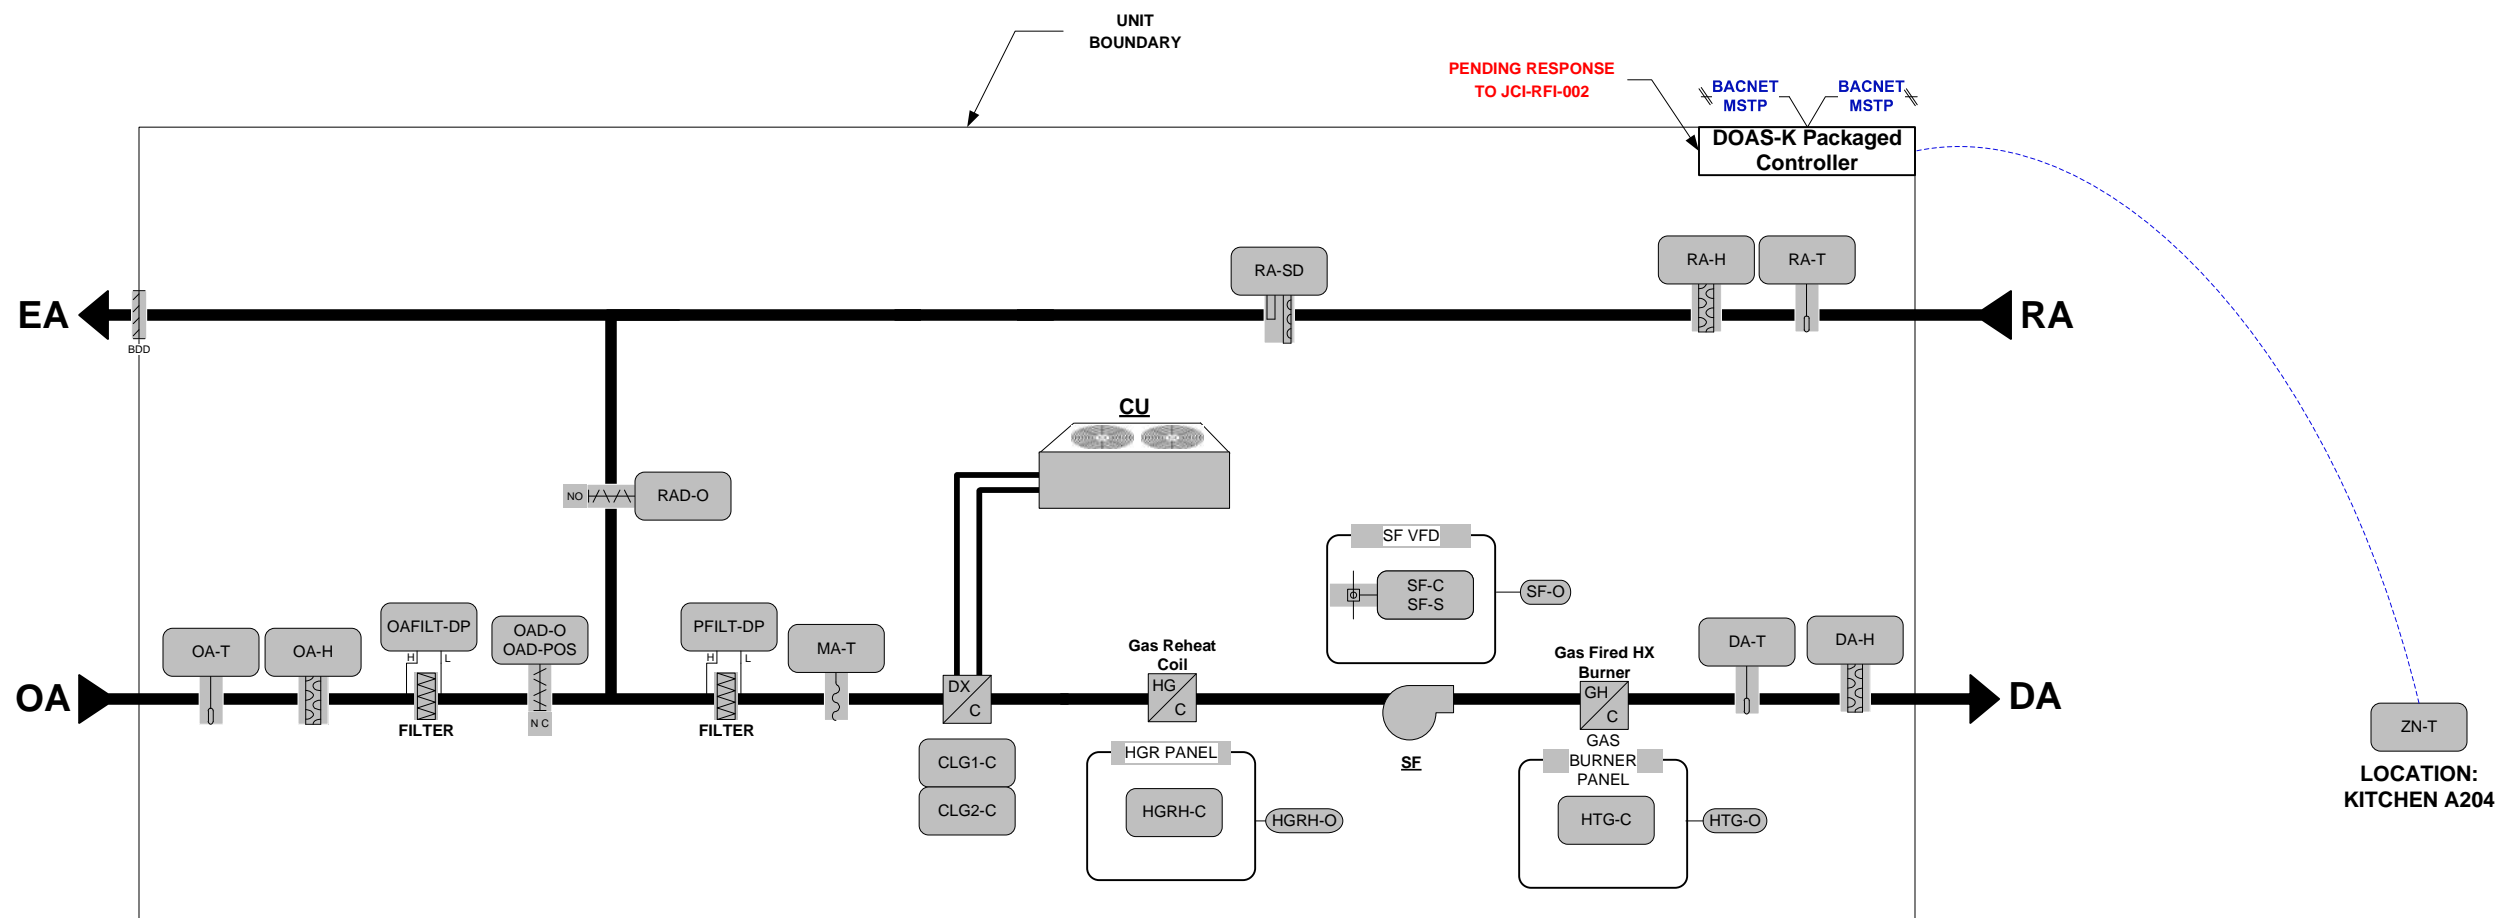 UNIT
BOUNDARY
PENDING RESPONSE
TO JCI-RFI-002
BACNET
MSTP
BACNET
MSTP
DOAS-K Packaged
Controller
RA-SD
RA-H
RA-T
EA
BDD
RA
CU
NO
RAD-O
SF VFD
SF-C
SF-S
SF-O
OA-T
OA-H
OAFILT-DP
H
L
OAD-O
OAD-POS
PFILT-DP
H
L
MA-T
Gas Reheat
Coil
Gas Fired HX
Burner
DA-T
DA-H
OA
FILTER
N C
FILTER
DX
C
HG
C
SF
GH
C
DA
ZN-T
LOCATION:
KITCHEN A204
CLG1-C
CLG2-C
HGR PANEL
HGRH-C
HGRH-O
GAS
BURNER
PANEL
HTG-C
HTG-O